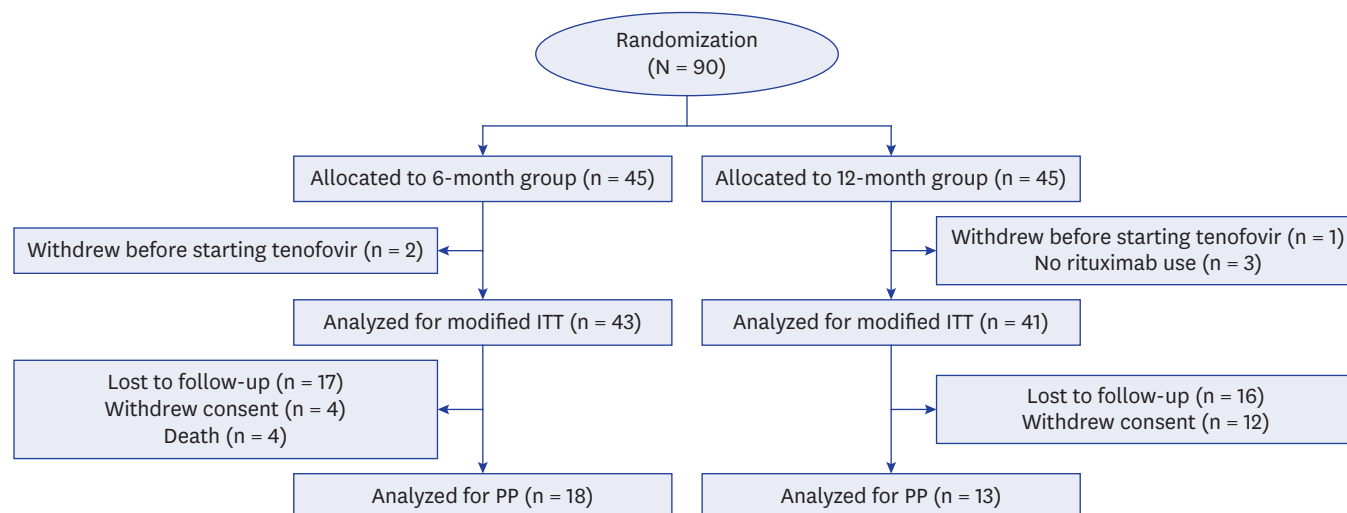 Randomization
(N = 90)
Allocated to 6-month group (n = 45)
Allocated to 12-month group (n = 45)
Withdrew before starting tenofovir (n = 2)
Withdrew before starting tenofovir (n = 1)
No rituximab use (n = 3)
Analyzed for modified ITT (n = 43)
Analyzed for modified ITT (n = 41)
Lost to follow-up (n = 17)
Withdrew consent (n = 4)
Death (n = 4)
Lost to follow-up (n = 16)
Withdrew consent (n = 12)
Analyzed for PP (n = 18)
Analyzed for PP (n = 13)